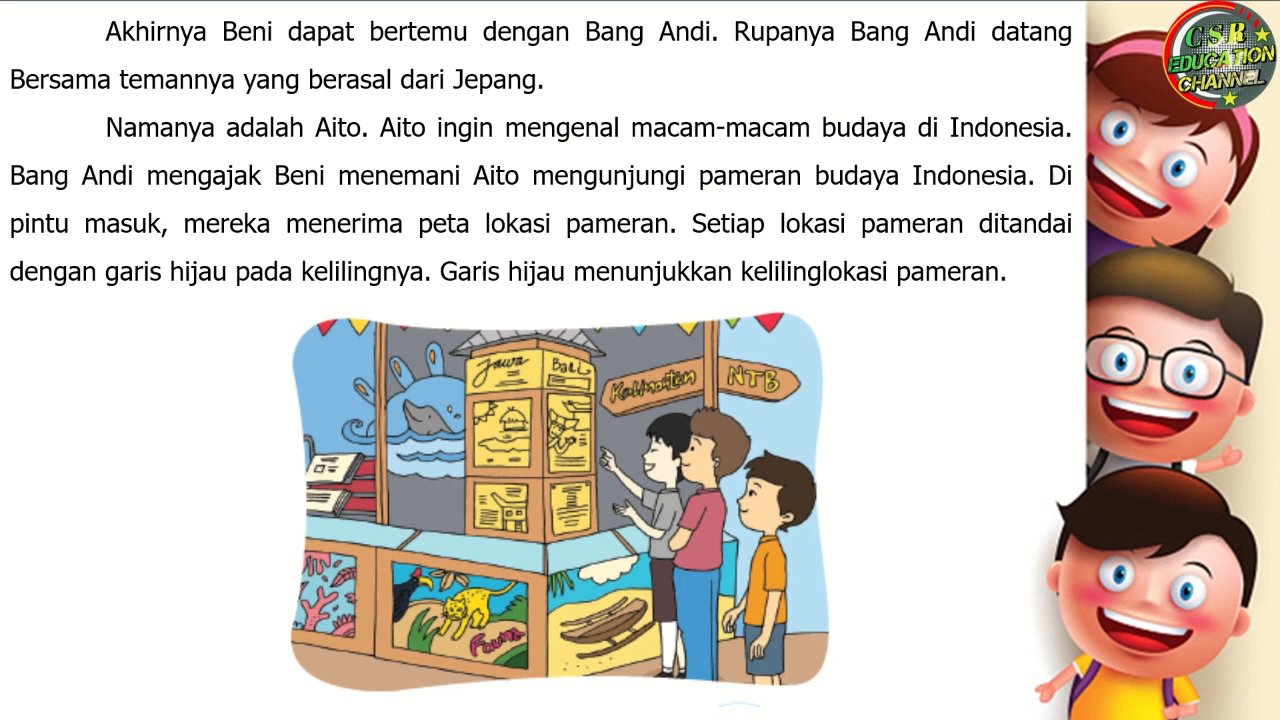 Akhirnya Beni dapat bertemu dengan Bang Andi. Rupanya Bang Andi datang
Bersama temannya yang berasal dari Jepang.
Namanya adalah Aito. Aito ingin mengenal macam-macam budaya di Indonesia.
Bang Andi mengajak Beni menemani Aito mengunjungi pameran budaya Indonesia. Di
pintu masuk, mereka menerima peta lokasi pameran. Setiap lokasi pameran ditandai
dengan garis hijau pada kelilingnya. Garis hijau menunjukkan kelilinglokasi pameran.
CSR
EDUCATION
CHANNEL
Jawa
Bali
Kalimantan
NTB
Fauna